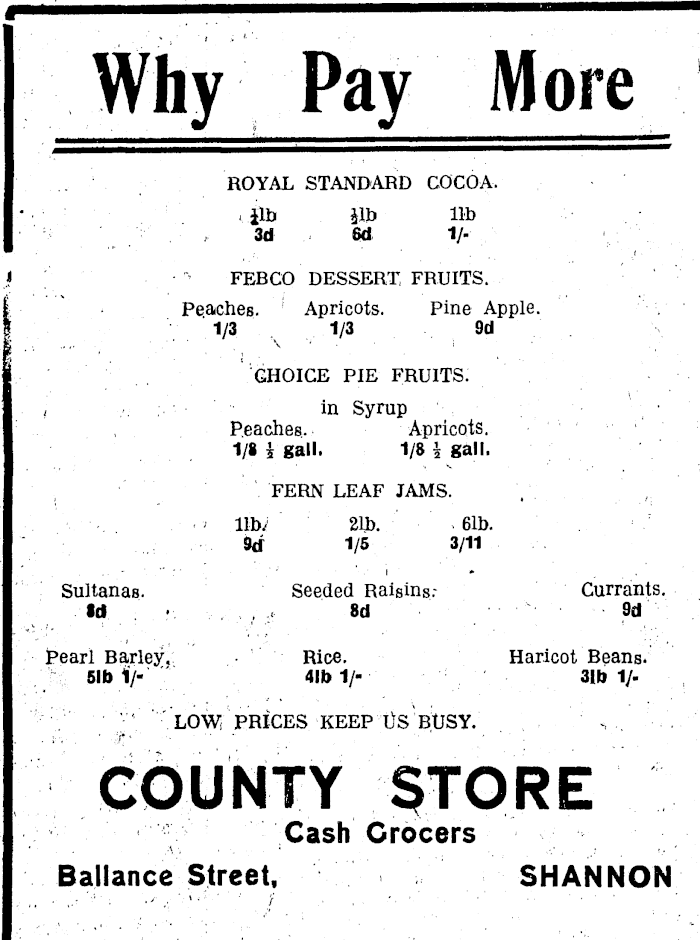 Why Pay More
ROYAL STANDARD COCOA.
¼lb ½lb 1lb
3d 6d 1/-
FEBCO DESSERT FRUITS.
Peaches. Apricots. Pine Apple.
1/3 1/3 9d
CHOICE PIE FRUITS.
in Syrup
Peaches. Apricots.
1/8 ½ gall. 1/8 ½ gall.
FERN LEAF JAMS.
1lb. 2lb. 6lb.
9d 1/5 3/11
Sultanas. Seeded Raisins. Currants.
8d 8d 9d
Pearl Barley, Rice. Haricot Beans.
5lb 1/- 4lb 1/- 3lb 1/-
LOW PRICES KEEP US BUSY.
COUNTY STORE
Cash Grocers
Ballance Street, SHANNON